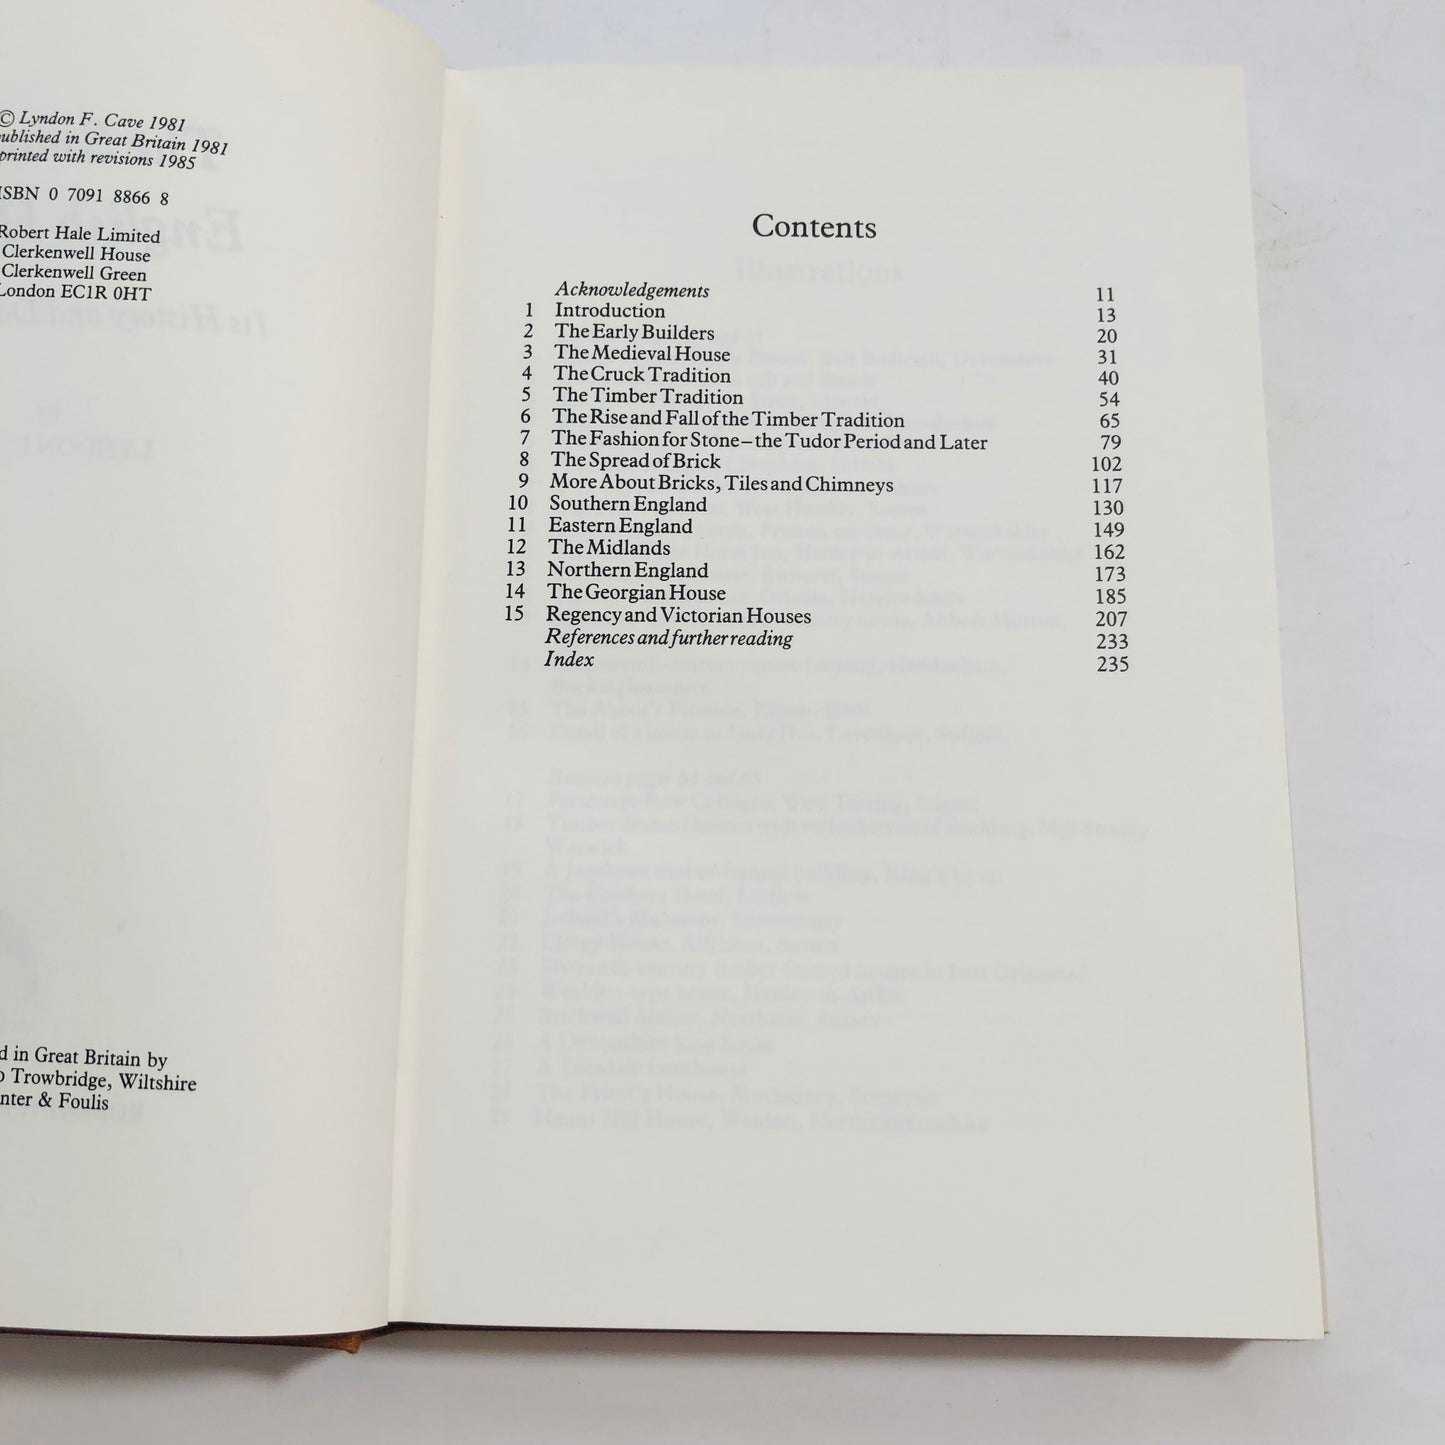 © Lyndon F. Cave 1981
ublished in Great Britain 1981
printed with revisions 1985
ISBN 0 7091 8866 8
Robert Hale Limited
Clerkenwell House
Clerkenwell Green
London EC1R 0HT
d in Great Britain by
Trowbridge, Wiltshire
nter & Foulis
Contents
Acknowledgements 11
1 Introduction 13
2 The Early Builders 20
3 The Medieval House 31
4 The Cruck Tradition 40
5 The Timber Tradition 54
6 The Rise and Fall of the Timber Tradition 65
7 The Fashion for Stone – the Tudor Period and Later 79
8 The Spread of Brick 102
9 More About Bricks, Tiles and Chimneys 117
10 Southern England 130
11 Eastern England 149
12 The Midlands 162
13 Northern England 173
14 The Georgian House 185
15 Regency and Victorian Houses 207
References and further reading 233
Index 235